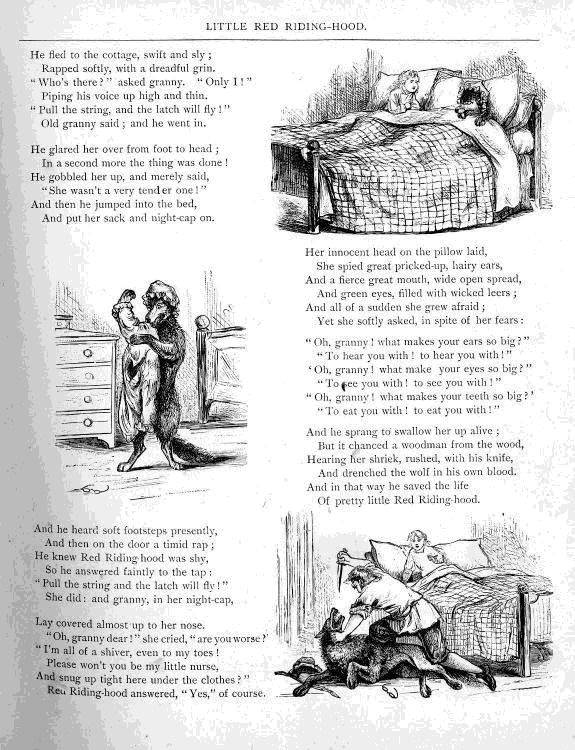 LITTLE RED RIDING-HOOD.
He fled to the cottage, swift and sly;
Rapped softly, with a dreadful grin.
"Who's there?" asked granny. "Only I!"
Piping his voice up high and thin.
"Pull the string, and the latch will fly!"
Old granny said; and he went in.
He glared her over from foot to head;
In a second more the thing was done!
He gobbled her up, and merely said,
"She wasn't a very tender one!"
And then he jumped into the bed,
And put her sack and night-cap on.
And he heard soft footsteps presently,
And then on the door a timid rap;
He knew Red Riding-hood was shy,
So he answered faintly to the tap:
"Pull the string and the latch will fly!"
She did: and granny, in her night-cap,
Lay covered almost up to her nose.
"Oh, granny dear!" she cried, "are you worse?"
"I'm all of a shiver, even to my toes!
Please won't you be my little nurse,
And snug up tight here under the clothes?"
Red Riding-hood answered, "Yes," of course.
Her innocent head on the pillow laid,
She spied great pricked-up, hairy ears,
And a fierce great mouth, wide open spread,
And green eyes, filled with wicked leers;
And all of a sudden she grew afraid;
Yet she softly asked, in spite of her fears:
"Oh, granny! what makes your ears so big?"
"To hear you with! to hear you with!"
'Oh, granny! what make your eyes so big?"
"To see you with! to see you with!"
"Oh, granny! what makes your teeth so big?'
"To eat you with! to eat you with!"
And he sprang to swallow her up alive;
But it chanced a woodman from the wood,
Hearing her shriek, rushed, with his knife,
And drenched the wolf in his own blood.
And in that way he saved the life
Of pretty little Red Riding-hood.